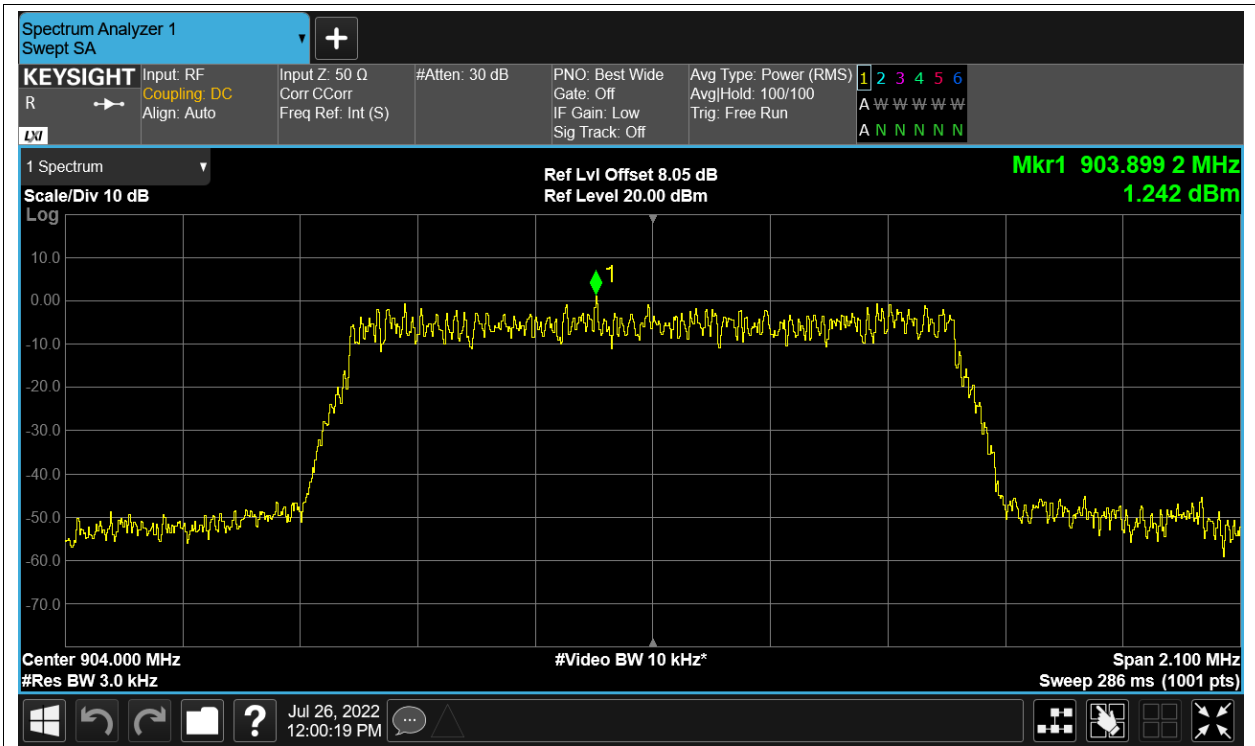 Spectrum Analyzer 1
Swept SA
+
KEYSIGHT
R
LXI
Input: RF
Coupling: DC
Align: Auto
Input Z: 50 Ω
Corr CCorr
Freq Ref: Int (S)
#Atten: 30 dB
PNO: Best Wide
Gate: Off
IF Gain: Low
Sig Track: Off
Avg Type: Power (RMS)
Avg|Hold: 100/100
Trig: Free Run
1 2 3 4 5 6
A W W W W W
A N N N N N
1 Spectrum
Scale/Div 10 dB
Log
Ref Lvl Offset 8.05 dB
Ref Level 20.00 dBm
Mkr1 903.899 2 MHz
1.242 dBm
1
10.0
0.00
-10.0
-20.0
-30.0
-40.0
-50.0
-60.0
-70.0
Center 904.000 MHz
#Res BW 3.0 kHz
#Video BW 10 kHz*
Span 2.100 MHz
Sweep 286 ms (1001 pts)
?
Jul 26, 2022
12:00:19 PM